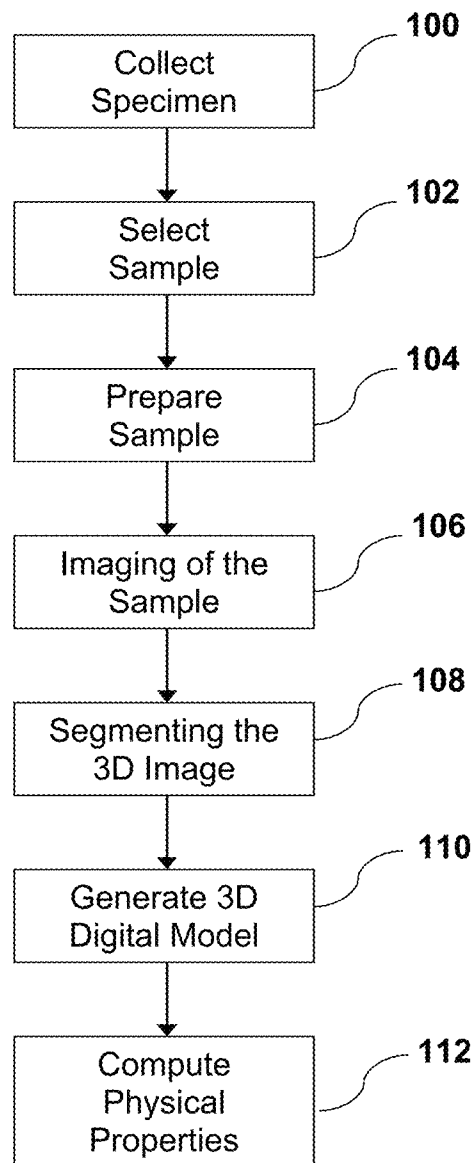 100
Collect
Specimen
102
Select
Sample
104
Prepare
Sample
106
Imaging of the
Sample
108
Segmenting the
3D Image
110
Generate 3D
Digital Model
112
Compute
Physical
Properties